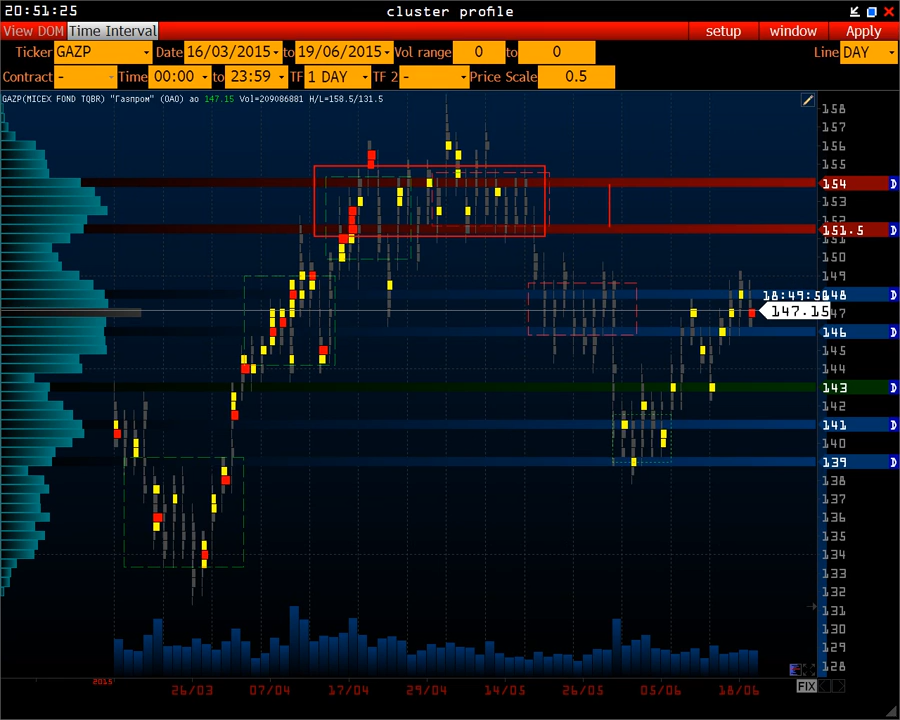 20:51:25 cluster profile
View DOM Time Interval setup window Apply
Ticker GAZP Date 16/03/2015 to 19/06/2015 Vol range 0 to 0 Line DAY
Contract - Time 00:00 to 23:59 TF 1 DAY TF 2 - Price Scale 0.5
GAZP(MICEX FOND TQBR) "Газпром" (ОАО) ао 147.15 Vol=209086881 H/L=158.5/131.5
158
157
156
155
154 D
153
152
151.5 D
151
150
149
18:49:50 148 D
147
147.15
146 D
145
144
143 D
142
141 D
140
139 D
138
137
136
135
134
133
132
131
130
129
128
FIX
2015
26/03 07/04 17/04 29/04 14/05 26/05 05/06 18/06